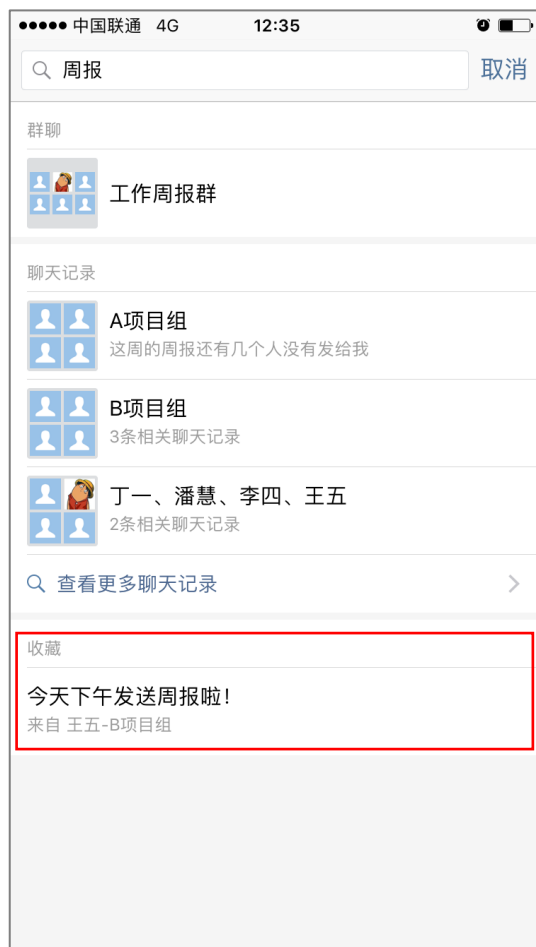 中国联通 4G 12:35
周报 取消
群聊
工作周报群
聊天记录
A项目组
这周的周报还有几个人没有发给我
B项目组
3条相关聊天记录
丁一、潘慧、李四、王五
2条相关聊天记录
查看更多聊天记录
收藏
今天下午发送周报啦！
来自 王五-B项目组